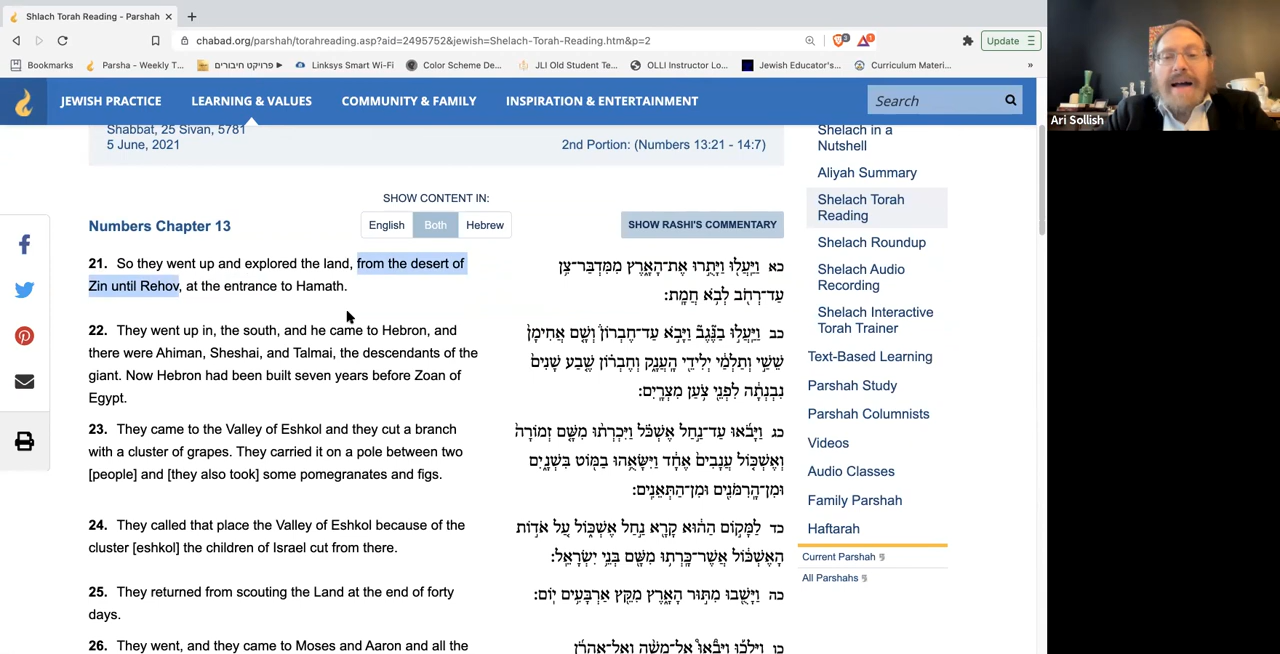 Shlach Torah Reading - Parshah
chabad.org/parshah/torahreading.asp?aid=2495752&jewish=Shelach-Torah-Reading.htm&p=2
3
1
Update
Bookmarks
Parsha - Weekly T...
פרויקט חיבורים
Linksys Smart Wi-Fi
Color Scheme De...
JLI Old Student Te...
OLLI Instructor Lo...
Jewish Educator's...
Curriculum Materi...
»
JEWISH PRACTICE
LEARNING & VALUES
COMMUNITY & FAMILY
INSPIRATION & ENTERTAINMENT
Search
Ari Sollish
Shabbat, 25 Sivan, 5781
5 June, 2021
2nd Portion: (Numbers 13:21 - 14:7)
SHOW CONTENT IN:
English
Both
Hebrew
SHOW RASHI'S COMMENTARY
Numbers Chapter 13
21. So they went up and explored the land, from the desert of
Zin until Rehov, at the entrance to Hamath.
כא וַיַּֽעֲל֖וּ וַיָּתֻ֣רוּ אֶת־הָאָ֑רֶץ מִמִּדְבַּר־צִ֥ן
עַד־רְחֹ֖ב לְבֹ֥א חֲמָֽת:
22. They went up in, the south, and he came to Hebron, and
there were Ahiman, Sheshai, and Talmai, the descendants of the
giant. Now Hebron had been built seven years before Zoan of
Egypt.
כב וַיַּֽעֲל֣וּ בַנֶּ֘גֶב֘ וַיָּבֹ֣א עַד־חֶבְרוֹן֒ וְשָׁ֤ם אֲחִימַן֙
שֵׁשַׁ֣י וְתַלְמַ֔י יְלִידֵ֖י הָֽעֲנָ֑ק וְחֶבְר֗וֹן שֶׁ֤בַע שָׁנִים֙
נִבְנְתָ֔ה לִפְנֵ֖י צֹ֥עַן מִצְרָֽיִם:
23. They came to the Valley of Eshkol and they cut a branch
with a cluster of grapes. They carried it on a pole between two
[people] and [they also took] some pomegranates and figs.
כג וַיָּבֹ֜אוּ עַד־נַ֣חַל אֶשְׁכֹּ֗ל וַיִּכְרְת֨וּ מִשָּׁ֤ם זְמוֹרָה֙
וְאֶשְׁכּ֤וֹל עֲנָבִים֙ אֶחָ֔ד וַיִּשָּׂאֻ֥הוּ בַמּ֖וֹט בִּשְׁנָ֑יִם
וּמִן־הָֽרִמֹּנִ֖ים וּמִן־הַתְּאֵנִֽים:
24. They called that place the Valley of Eshkol because of the
cluster [eshkol] the children of Israel cut from there.
כד לַמָּק֣וֹם הַה֔וּא קָרָ֖א נַ֣חַל אֶשְׁכּ֑וֹל עַ֚ל אֹד֣וֹת
הָֽאֶשְׁכּ֔וֹל אֲשֶׁר־כָּֽרְת֥וּ מִשָּׁ֖ם בְּנֵ֥י יִשְׂרָאֵֽל:
25. They returned from scouting the Land at the end of forty
days.
כה וַיָּשֻׁ֖בוּ מִתּ֣וּר הָאָ֑רֶץ מִקֵּ֖ץ אַרְבָּעִ֥ים יֽוֹם:
26. They went, and they came to Moses and Aaron and all the
כו וַיֵּֽלְכ֡וּ וַיָּבֹ֩אוּ֩ אֶל־משֶׁ֨ה וְאֶל־אַֽהֲרֹ֜ן
Shelach in a
Nutshell
Aliyah Summary
Shelach Torah
Reading
Shelach Roundup
Shelach Audio
Recording
Shelach Interactive
Torah Trainer
Text-Based Learning
Parshah Study
Parshah Columnists
Videos
Audio Classes
Family Parshah
Haftarah
Current Parshah
All Parshahs